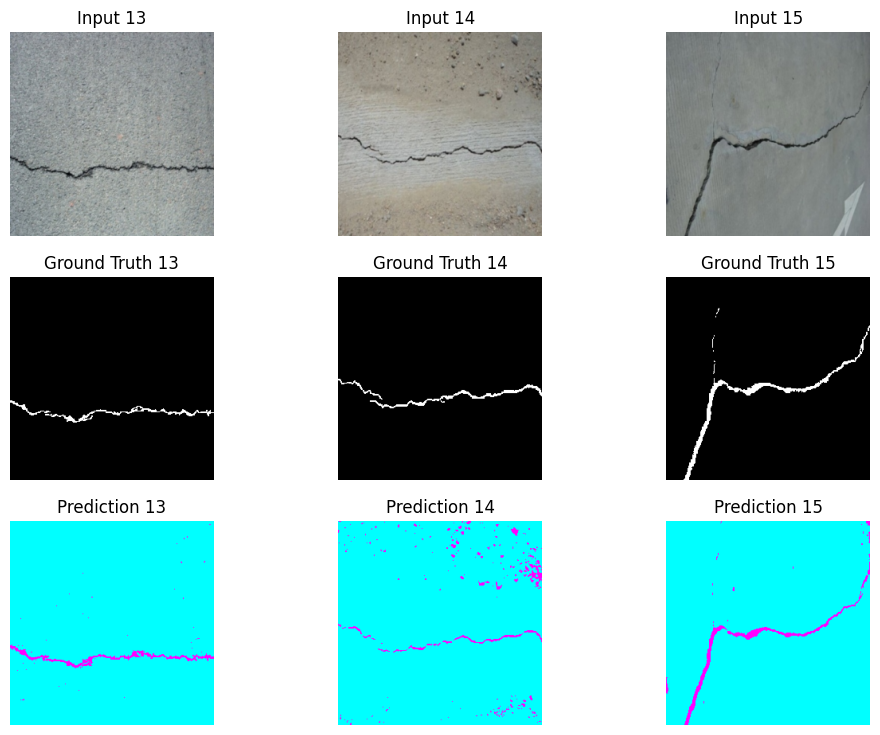 Input 13
Input 14
Input 15
Ground Truth 13
Ground Truth 14
Ground Truth 15
Prediction 13
Prediction 14
Prediction 15